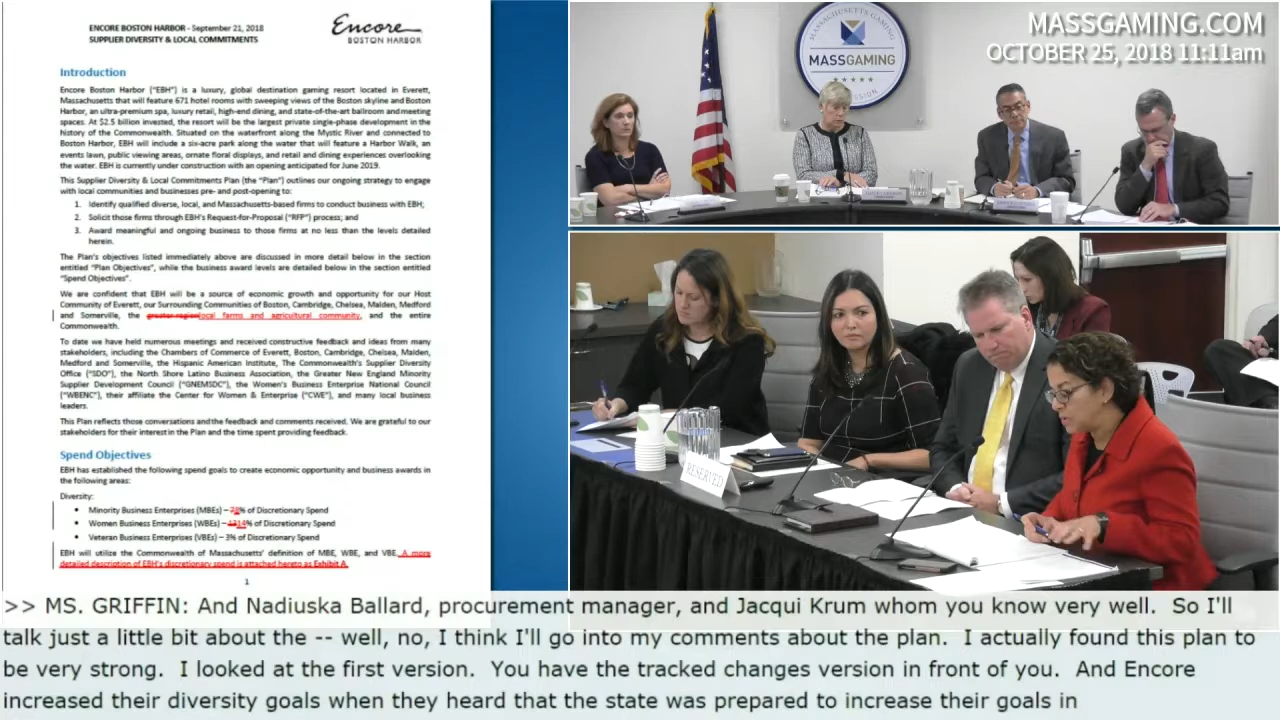 ENCORE BOSTON HARBOR - September 21, 2018
SUPPLIER DIVERSITY & LOCAL COMMITMENTS
Encore
BOSTON HARBOR
Introduction
Encore Boston Harbor ("EBH") is a luxury, global destination gaming resort located in Everett,
Massachusetts that will feature 671 hotel rooms with sweeping views of the Boston skyline and Boston
Harbor, an ultra-premium spa, luxury retail, high-end dining, and state-of-the-art ballroom and meeting
spaces. At $2.5 billion invested, the resort will be the largest private single-phase development in the
history of the Commonwealth. Situated on the waterfront along the Mystic River and connected to
Boston Harbor, EBH will include a six-acre park along the water that will feature a Harbor Walk, an
events lawn, public viewing areas, ornate floral displays, and retail and dining experiences overlooking
the water. EBH is currently under construction with an opening anticipated for June 2019.
This Supplier Diversity & Local Commitments Plan (the "Plan") outlines our ongoing strategy to engage
with local communities and businesses pre- and post-opening to:
1. Identify qualified diverse, local, and Massachusetts-based firms to conduct business with EBH;
2. Solicit those firms through EBH's Request-for-Proposal ("RFP") process; and
3. Award meaningful and ongoing business to those firms at no less than the levels detailed
herein.
The Plan's objectives listed immediately above are discussed in more detail below in the section
entitled "Plan Objectives", while the business award levels are detailed below in the section entitled
"Spend Objectives".
We are confident that EBH will be a source of economic growth and opportunity for our Host
Community of Everett, our Surrounding Communities of Boston, Cambridge, Chelsea, Malden, Medford
and Somerville, the greater region local farms and agricultural community, and the entire
Commonwealth.
To date we have held numerous meetings and received constructive feedback and ideas from many
stakeholders, including the Chambers of Commerce of Everett, Boston, Cambridge, Chelsea, Malden,
Medford and Somerville, the Hispanic American Institute, The Commonwealth's Supplier Diversity
Office ("SDO"), the North Shore Latino Business Association, the Greater New England Minority
Supplier Development Council ("GNEMSDC"), the Women's Business Enterprise National Council
("WBENC"), their affiliate the Center for Women & Enterprise ("CWE"), and many local business
leaders.
This Plan reflects those conversations and the feedback and comments received. We are grateful to our
stakeholders for their interest in the Plan and the time spent providing feedback.
Spend Objectives
EBH has established the following spend goals to create economic opportunity and business awards in
the following areas:
Diversity:
• Minority Business Enterprises (MBEs) – % of Discretionary Spend
• Women Business Enterprises (WBEs) – 14% of Discretionary Spend
• Veteran Business Enterprises (VBEs) – 3% of Discretionary Spend
EBH will utilize the Commonwealth of Massachusetts' definition of MBE, WBE, and VBE. A more
detailed description of EBH's discretionary spend is attached hereto as Exhibit A.
1
MASSACHUSETTS GAMING
MASSGAMING
MASSGAMING.COM
OCTOBER 25, 2018 11:11am
RESERVED
>> MS. GRIFFIN: And Nadiuska Ballard, procurement manager, and Jacqui Krum whom you know very well. So I'll
talk just a little bit about the -- well, no, I think I'll go into my comments about the plan. I actually found this plan to
be very strong. I looked at the first version. You have the tracked changes version in front of you. And Encore
increased their diversity goals when they heard that the state was prepared to increase their goals in